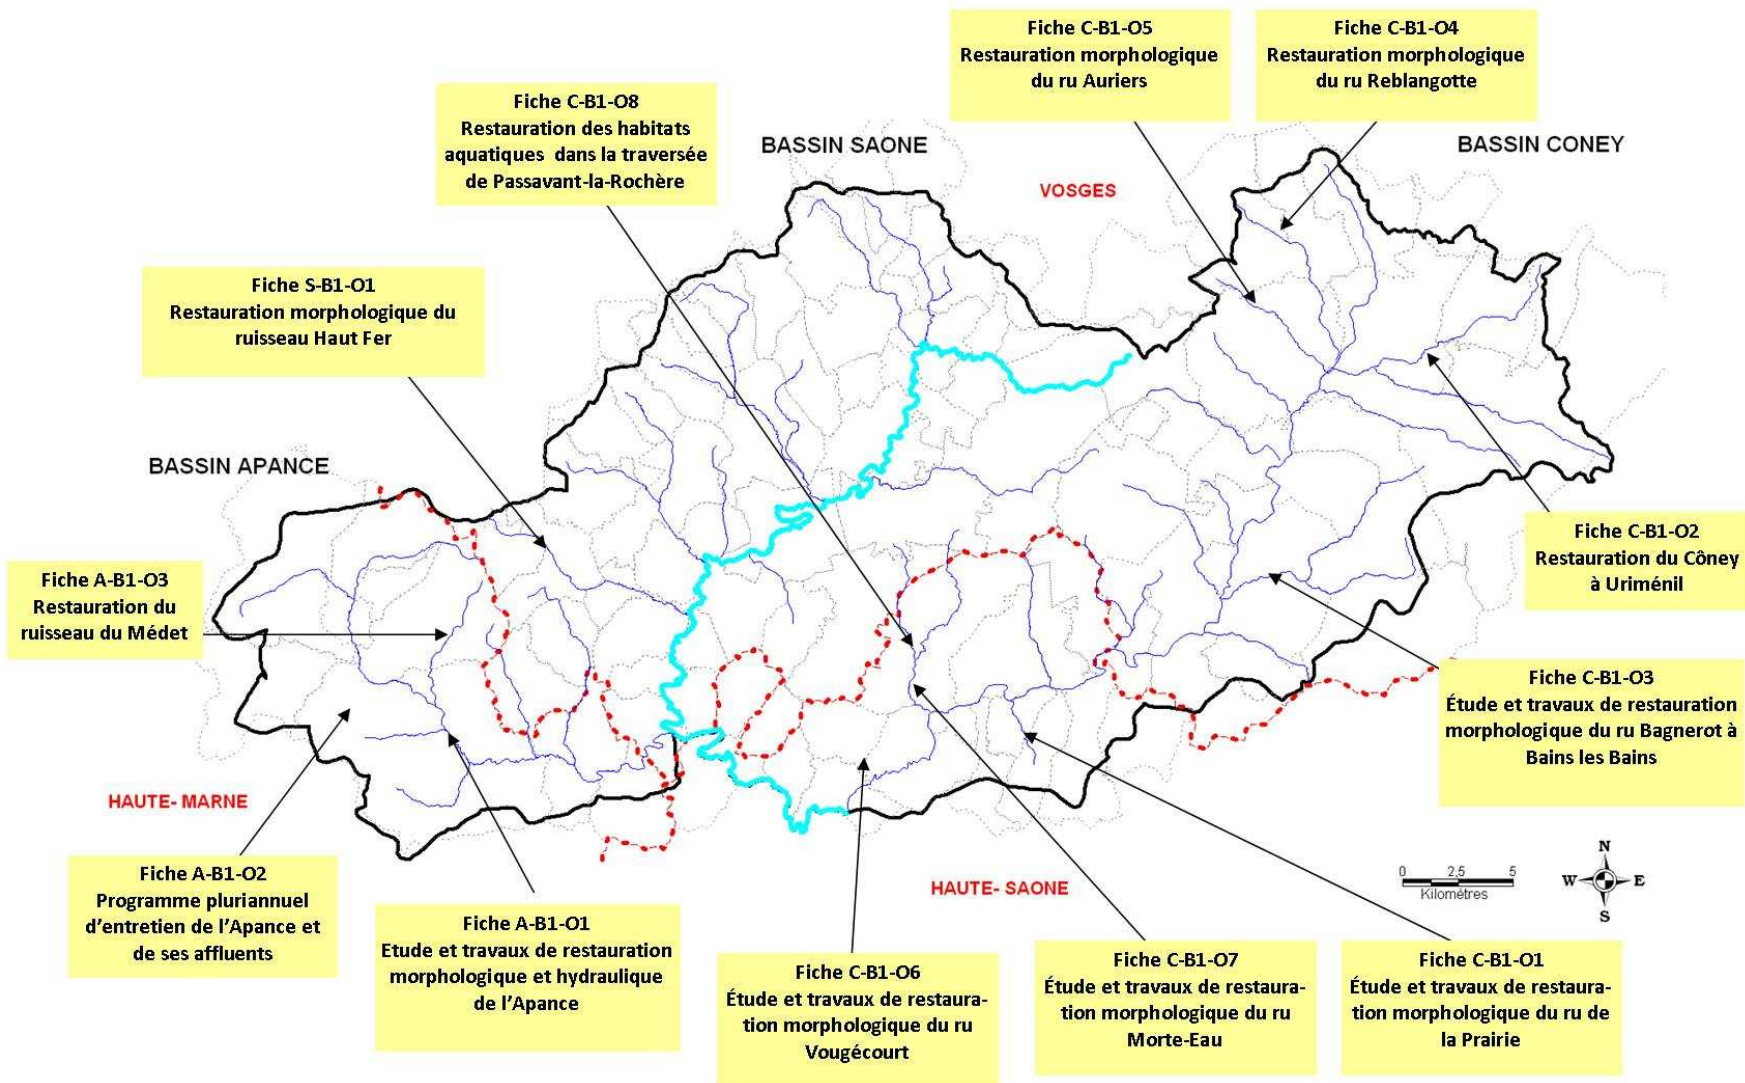 Fiche C-B1-O5
Restauration morphologique
du ru Auriers
Fiche C-B1-O4
Restauration morphologique
du ru Reblangotte
Fiche C-B1-O8
Restauration des habitats
aquatiques dans la traversée
de Passavant-la-Rochère
BASSIN SAONE
BASSIN CONEY
VOSGES
Fiche S-B1-O1
Restauration morphologique du
ruisseau Haut Fer
BASSIN APANCE
Fiche C-B1-O2
Restauration du Côney
à Uriménil
Fiche A-B1-O3
Restauration du
ruisseau du Médet
Fiche C-B1-O3
Étude et travaux de restauration
morphologique du ru Bagnerot à
Bains les Bains
HAUTE- MARNE
HAUTE- SAONE
0 2,5 5
Kilomètres
N
W E
S
Fiche A-B1-O2
Programme pluriannuel
d'entretien de l'Apance et
de ses affluents
Fiche A-B1-O1
Etude et travaux de restauration
morphologique et hydraulique
de l'Apance
Fiche C-B1-O6
Étude et travaux de restaura-
tion morphologique du ru
Vougécourt
Fiche C-B1-O7
Étude et travaux de restaura-
tion morphologique du ru
Morte-Eau
Fiche C-B1-O1
Étude et travaux de restaura-
tion morphologique du ru de
la Prairie